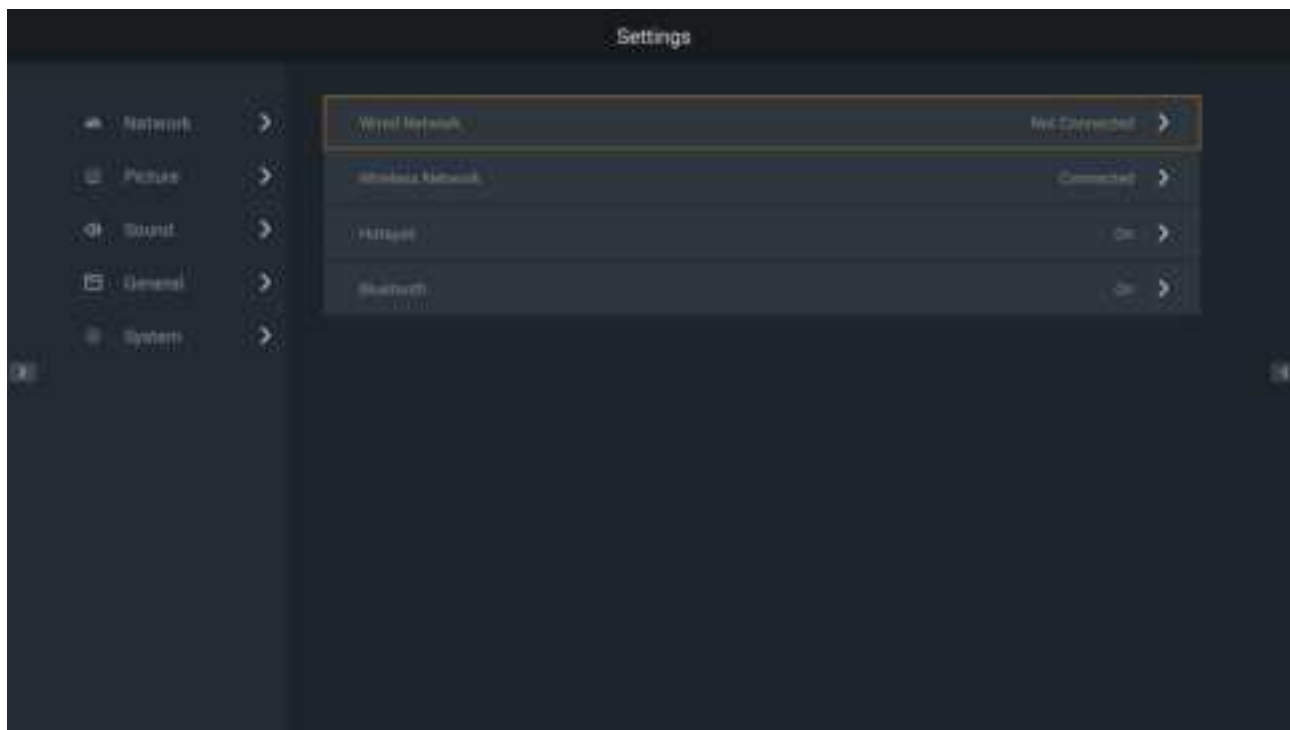 Settings
Network
Picture
Sound
General
System
Wired Network
Not Connected
Wireless Network
Connected
Hotspot
On
Bluetooth
On